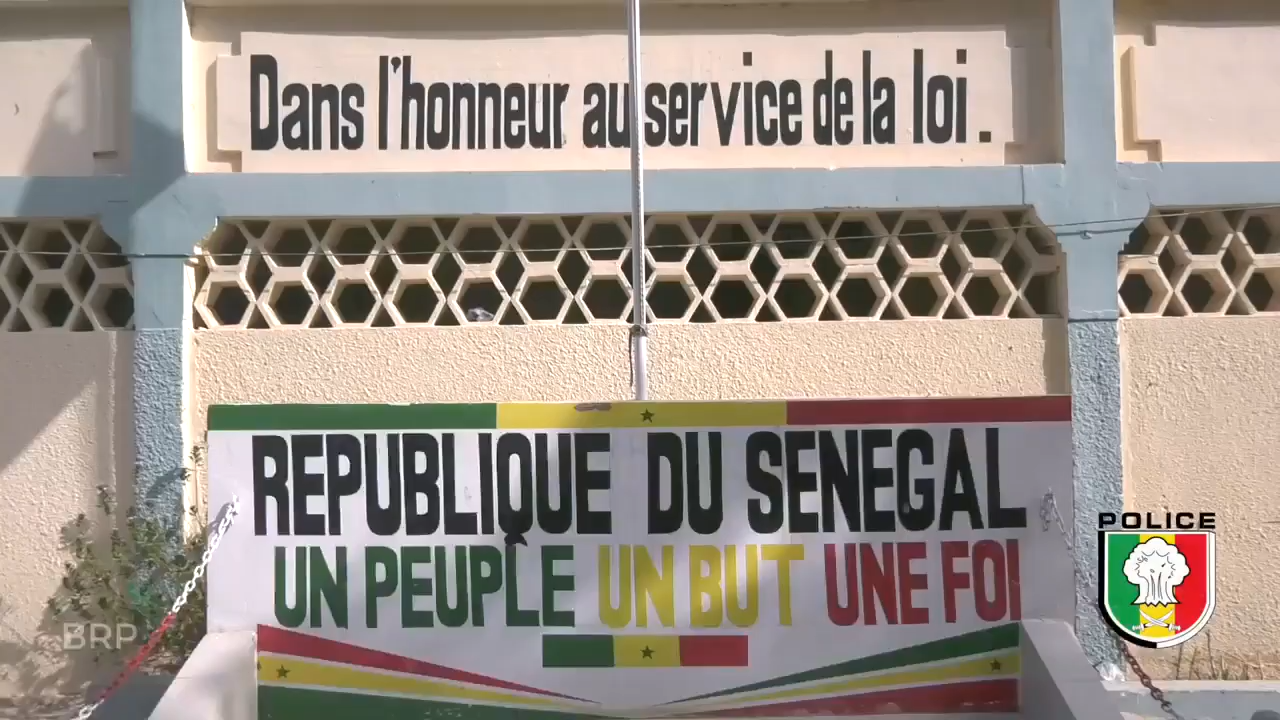 Dans l'honneur au service de la loi.
REPUBLIQUE DU SENEGAL
UN PEUPLE UN BUT UNE FOI
POLICE
BRP